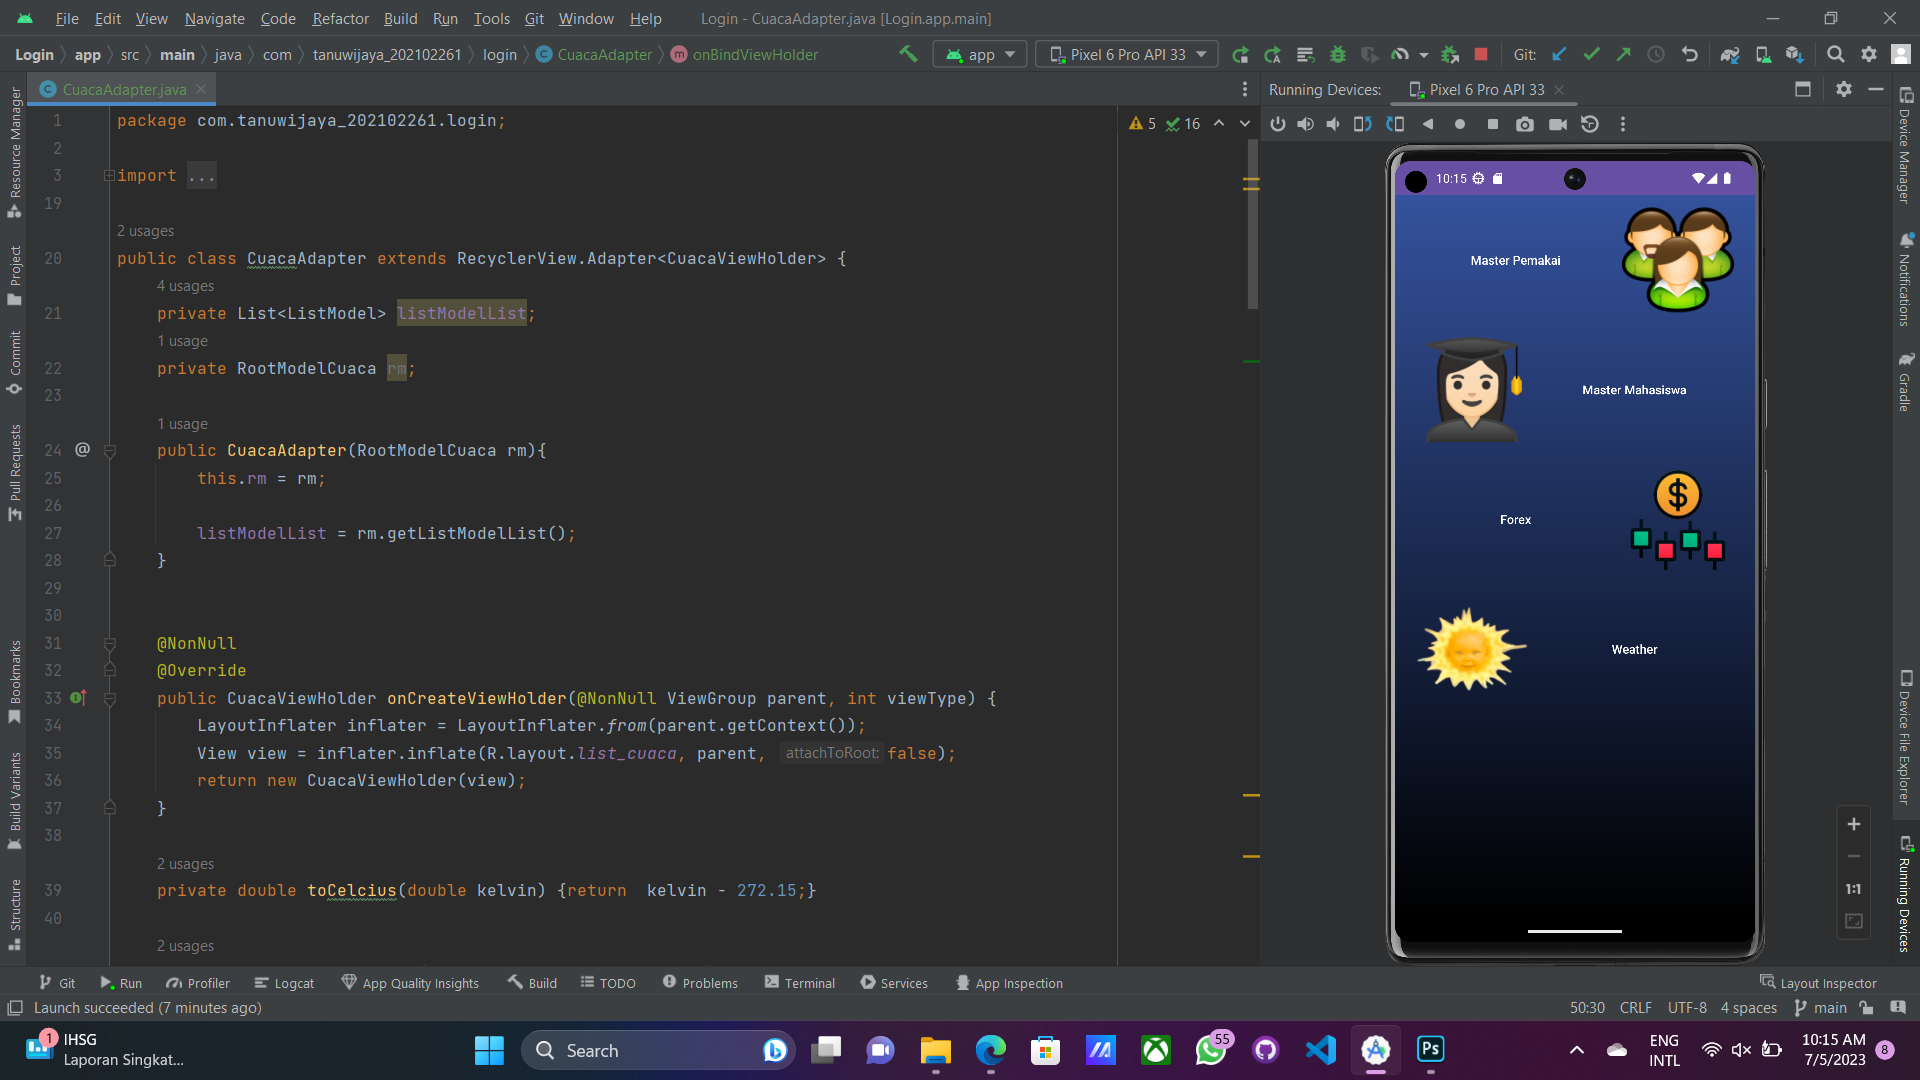 File Edit View Navigate Code Refactor Build Run Tools Git Window Help Login - CuacaAdapter.java [Login.app.main]
Login app src main java com tanuwijaya_202102261 login CuacaAdapter onBindViewHolder app Pixel 6 Pro API 33 Git:
CuacaAdapter.java
Running Devices: Pixel 6 Pro API 33
5 16
1 package com.tanuwijaya_202102261.login;
2
3 import ...
19
2 usages
20 public class CuacaAdapter extends RecyclerView.Adapter<CuacaViewHolder> {
4 usages
21 private List<ListModel> listModelList;
1 usage
22 private RootModelCuaca rm;
23
1 usage
24 @ public CuacaAdapter(RootModelCuaca rm){
25 this.rm = rm;
26
27 listModelList = rm.getListModelList();
28 }
29
30
31 @NonNull
32 @Override
33 public CuacaViewHolder onCreateViewHolder(@NonNull ViewGroup parent, int viewType) {
34 LayoutInflater inflater = LayoutInflater.from(parent.getContext());
35 View view = inflater.inflate(R.layout.list_cuaca, parent, attachToRoot: false);
36 return new CuacaViewHolder(view);
37 }
38
2 usages
39 private double toCelcius(double kelvin) {return kelvin - 272.15;}
40
2 usages
10:15
Master Pemakai
Master Mahasiswa
$
Forex
Weather
1:1
Resource Manager
Project
Commit
Pull Requests
Bookmarks
Build Variants
Structure
Device Manager
Notifications
Gradle
Device File Explorer
Running Devices
Git Run Profiler Logcat App Quality Insights Build TODO Problems Terminal Services App Inspection Layout Inspector
Launch succeeded (7 minutes ago) 50:30 CRLF UTF-8 4 spaces main
1 IHSG
Laporan Singkat...
Search
55
Ps
ENG
INTL
10:15 AM
7/5/2023
8